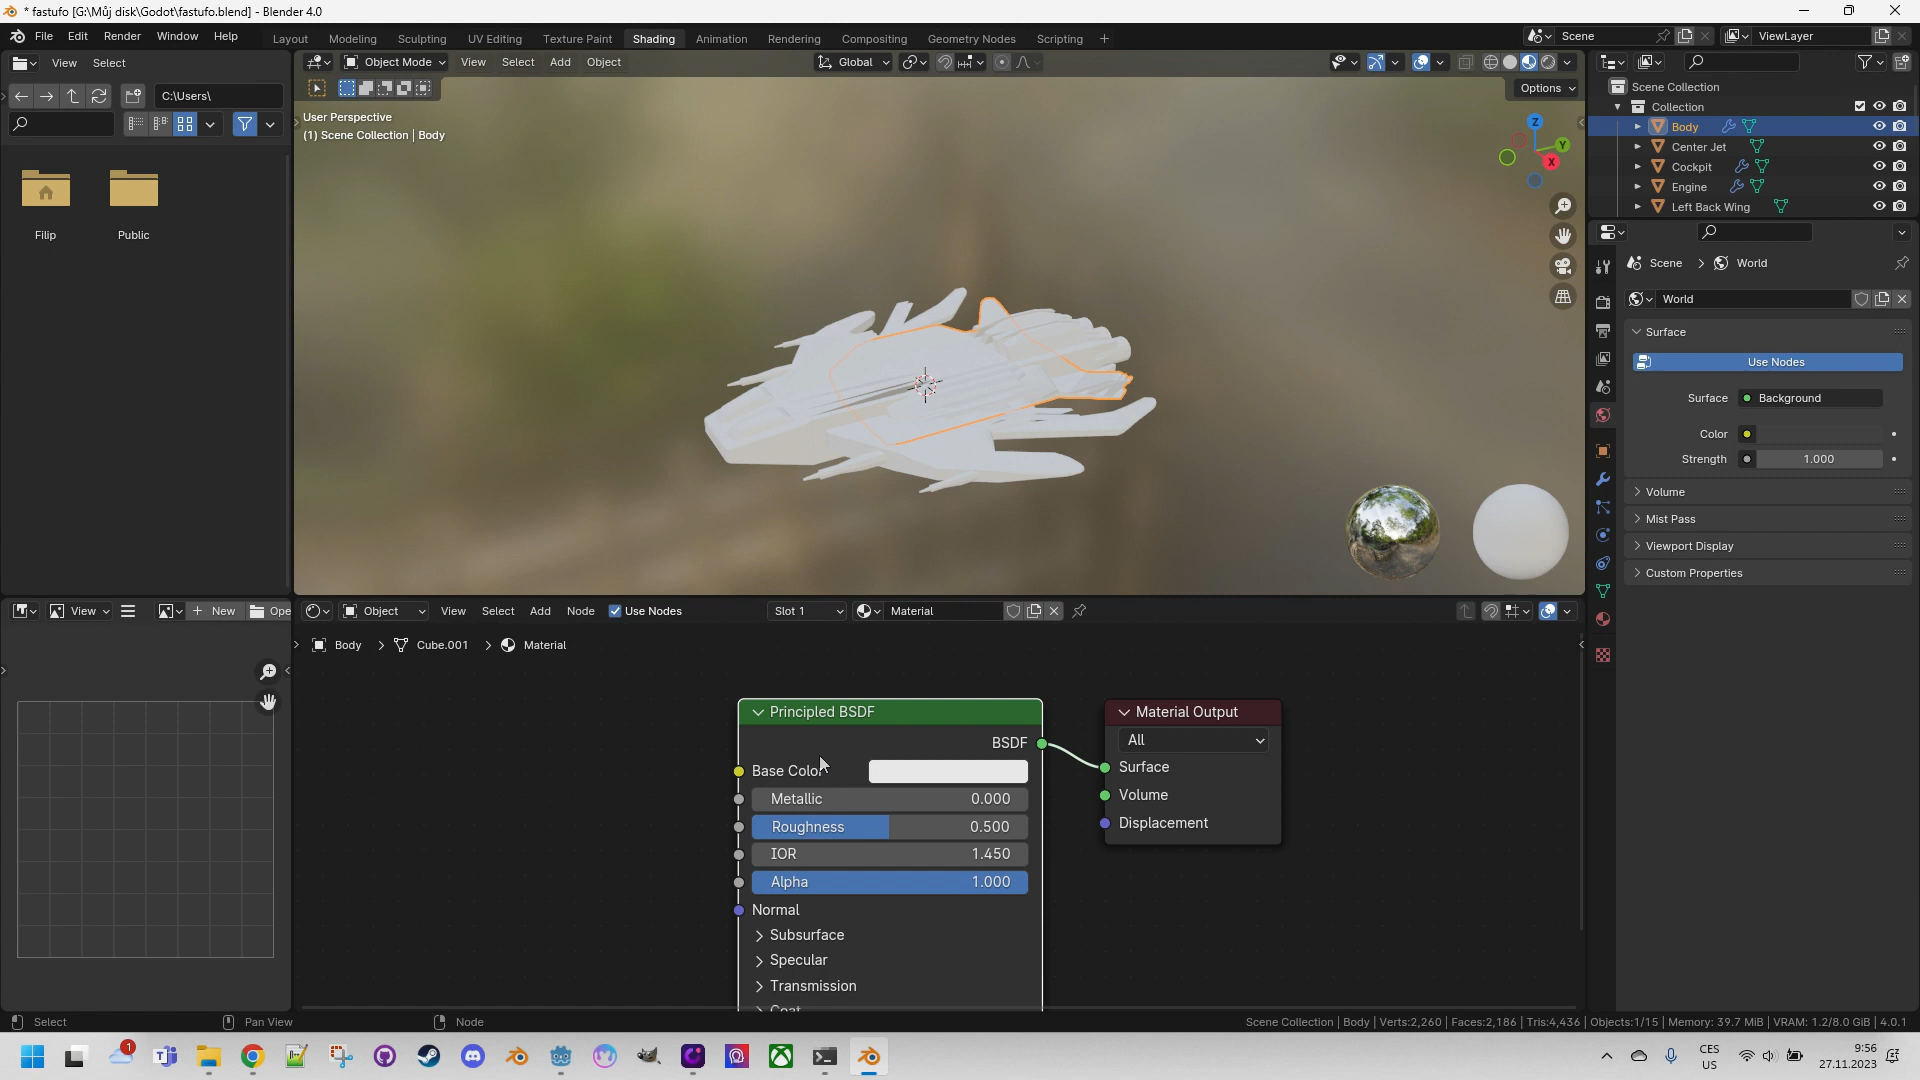 * fastufo [G:\Můj disk\Godot\fastufo.blend] - Blender 4.0
File Edit Render Window Help
Layout Modeling Sculpting UV Editing Texture Paint Shading Animation Rendering Compositing Geometry Nodes Scripting +
Scene
ViewLayer
View Select
Object Mode View Select Add Object
Global
C:\Users\
Options
User Perspective
(1) Scene Collection | Body
Z
Y
X
Filip
Public
Scene Collection
Collection
Body
Center Jet
Cockpit
Engine
Left Back Wing
Scene > World
World
Surface
Use Nodes
Surface Background
Color
Strength 1.000
Volume
Mist Pass
Viewport Display
Custom Properties
View
New
Ope
Object View Select Add Node Use Nodes
Slot 1
Material
Body > Cube.001 > Material
Principled BSDF
BSDF
Base Color
Metallic 0.000
Roughness 0.500
IOR 1.450
Alpha 1.000
Normal
Subsurface
Specular
Transmission
Coat
Material Output
All
Surface
Volume
Displacement
Select
Pan View
Node
Scene Collection | Body | Verts:2,260 | Faces:2,186 | Tris:4,436 | Objects:1/15 | Memory: 39.7 MiB | VRAM: 1.2/8.0 GiB | 4.0.1
1
CES
US
9:56
27.11.2023